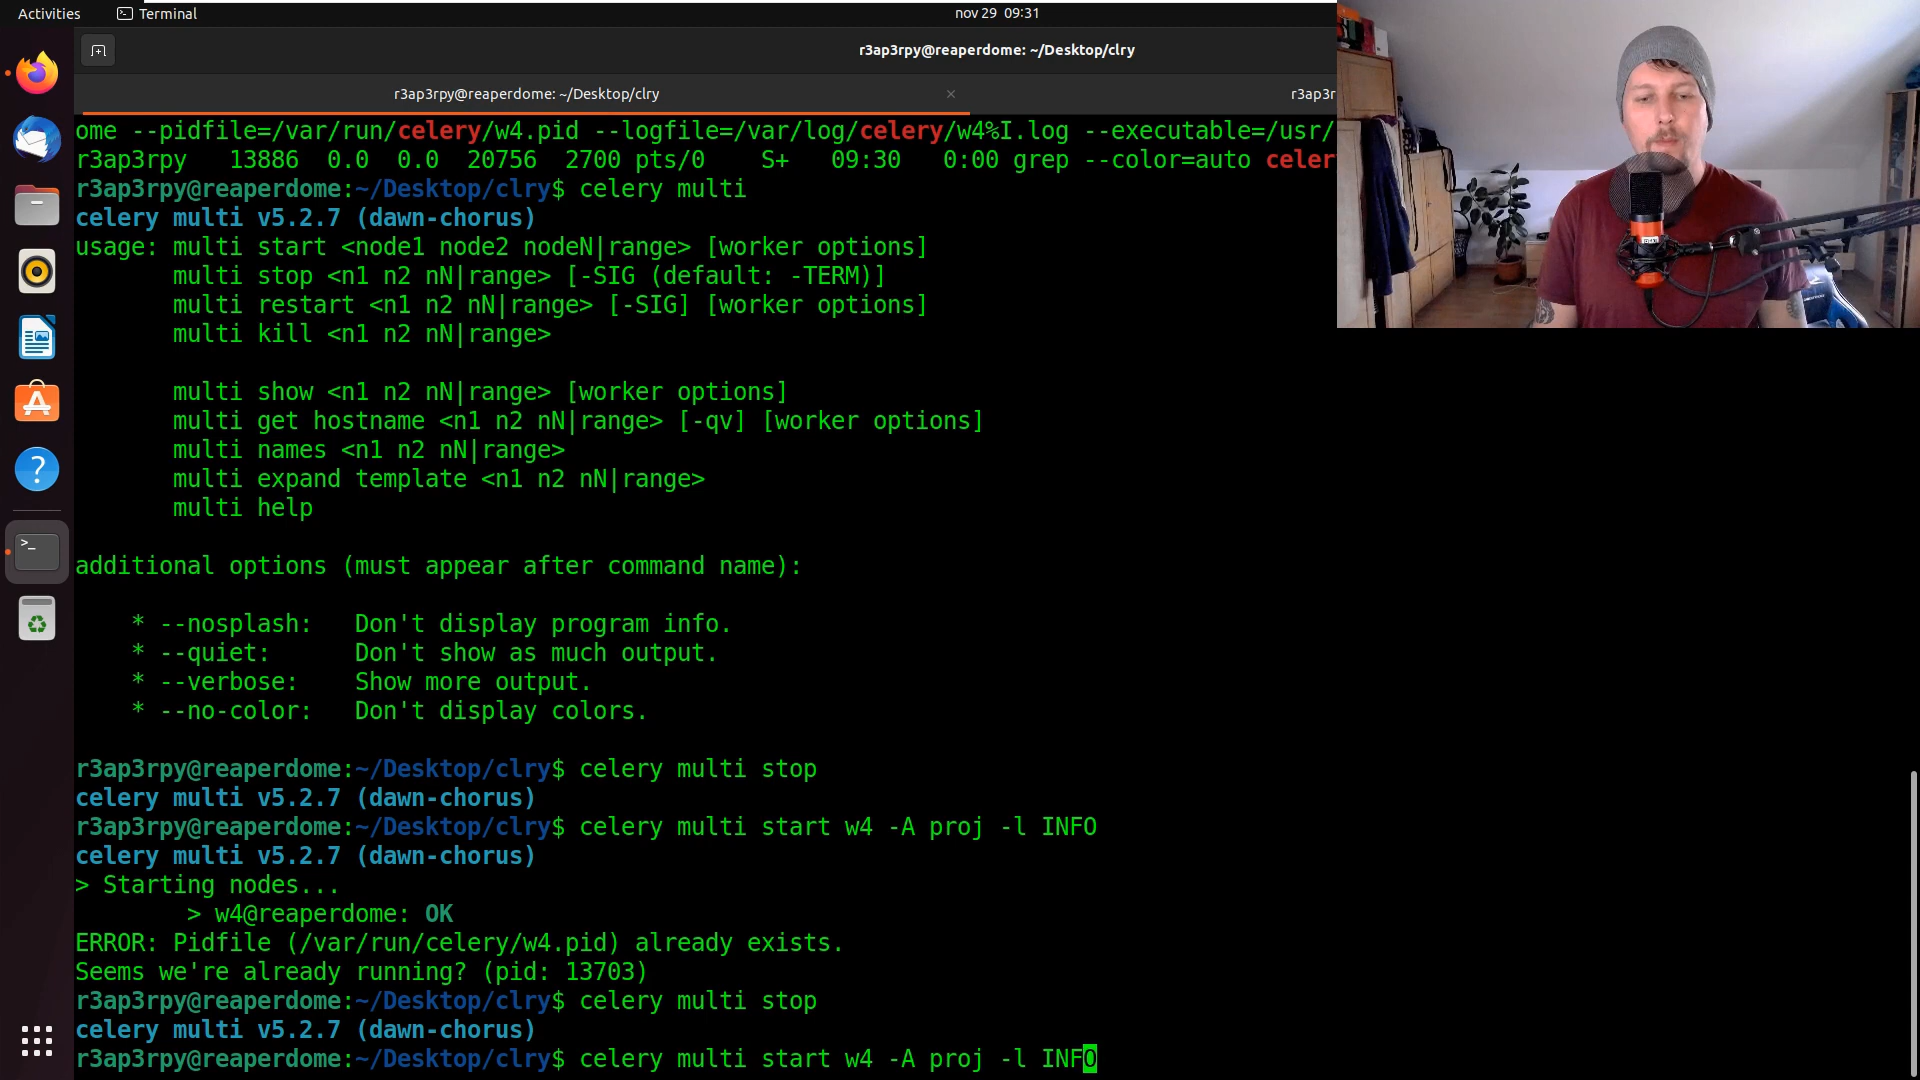 Activities
Terminal
nov 29 09:31
r3ap3rpy@reaperdome: ~/Desktop/clry
r3ap3rpy@reaperdome: ~/Desktop/clry ×
r3ap3r
ome --pidfile=/var/run/celery/w4.pid --logfile=/var/log/celery/w4%I.log --executable=/usr/
r3ap3rpy   13886  0.0  0.0  20756  2700 pts/0    S+   09:30   0:00 grep --color=auto celer
r3ap3rpy@reaperdome:~/Desktop/clry$ celery multi
celery multi v5.2.7 (dawn-chorus)
usage: multi start <node1 node2 nodeN|range> [worker options]
multi stop <n1 n2 nN|range> [-SIG (default: -TERM)]
multi restart <n1 n2 nN|range> [-SIG] [worker options]
multi kill <n1 n2 nN|range>
multi show <n1 n2 nN|range> [worker options]
multi get hostname <n1 n2 nN|range> [-qv] [worker options]
multi names <n1 n2 nN|range>
multi expand template <n1 n2 nN|range>
multi help
additional options (must appear after command name):
* --nosplash:   Don't display program info.
* --quiet:      Don't show as much output.
* --verbose:    Show more output.
* --no-color:   Don't display colors.
r3ap3rpy@reaperdome:~/Desktop/clry$ celery multi stop
celery multi v5.2.7 (dawn-chorus)
r3ap3rpy@reaperdome:~/Desktop/clry$ celery multi start w4 -A proj -l INFO
celery multi v5.2.7 (dawn-chorus)
> Starting nodes...
> w4@reaperdome: OK
ERROR: Pidfile (/var/run/celery/w4.pid) already exists.
Seems we're already running? (pid: 13703)
r3ap3rpy@reaperdome:~/Desktop/clry$ celery multi stop
celery multi v5.2.7 (dawn-chorus)
r3ap3rpy@reaperdome:~/Desktop/clry$ celery multi start w4 -A proj -l INFO